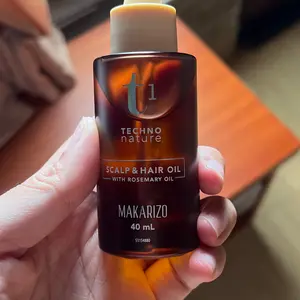 t1
TECHNO
nature
SCALP & HAIR OIL
WITH ROSEMARY OIL
MAKARIZO
40 mL